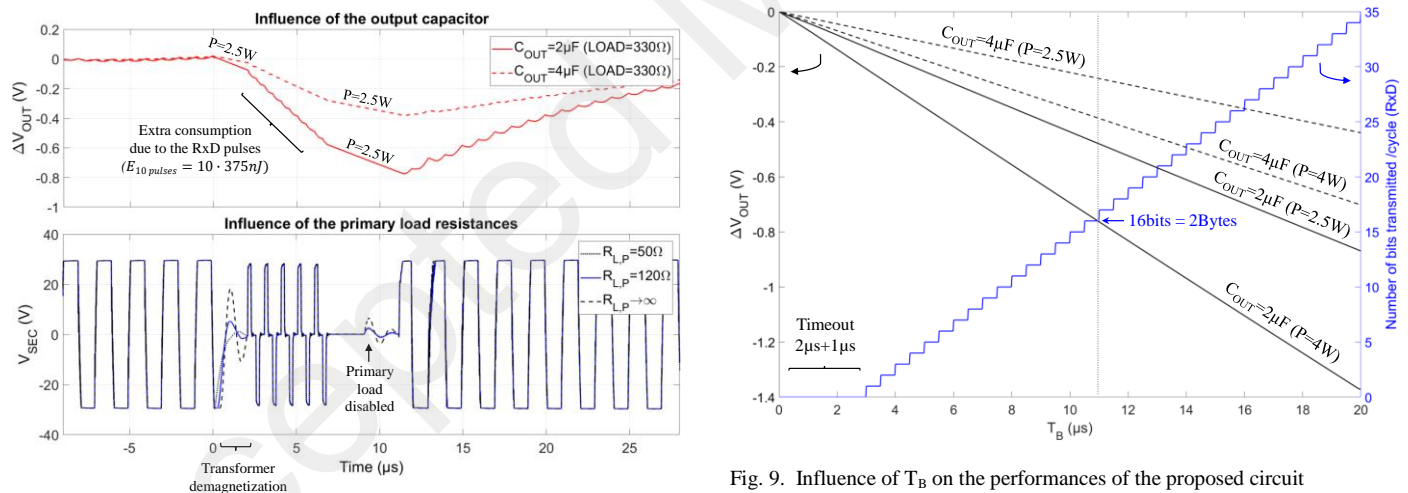 Influence of the output capacitor
0.2
0
-0.2
-0.4
-0.6
-0.8
-1
ΔV_OUT (V)
P=2.5W
P=2.5W
P=2.5W
C_OUT=2µF (LOAD=330Ω)
C_OUT=4µF (LOAD=330Ω)
Extra consumption
due to the RxD pulses
(E_10 pulses = 10 · 375nJ)
Influence of the primary load resistances
40
20
0
-20
-40
V_SEC (V)
R_L,P=50Ω
R_L,P=120Ω
R_L,P→∞
Primary
load
disabled
-5 0 5 10 15 20 25
Time (µs)
Transformer
demagnetization
0
-0.2
-0.4
-0.6
-0.8
-1
-1.2
-1.4
ΔV_OUT (V)
C_OUT=4µF (P=2.5W)
C_OUT=4µF (P=4W)
C_OUT=2µF (P=2.5W)
C_OUT=2µF (P=4W)
16bits = 2Bytes
Timeout
2µs+1µs
35
30
25
20
15
10
5
0
Number of bits transmitted /cycle (RxD)
0 2 4 6 8 10 12 14 16 18 20
T_B (µs)
Fig. 9. Influence of T_B on the performances of the proposed circuit